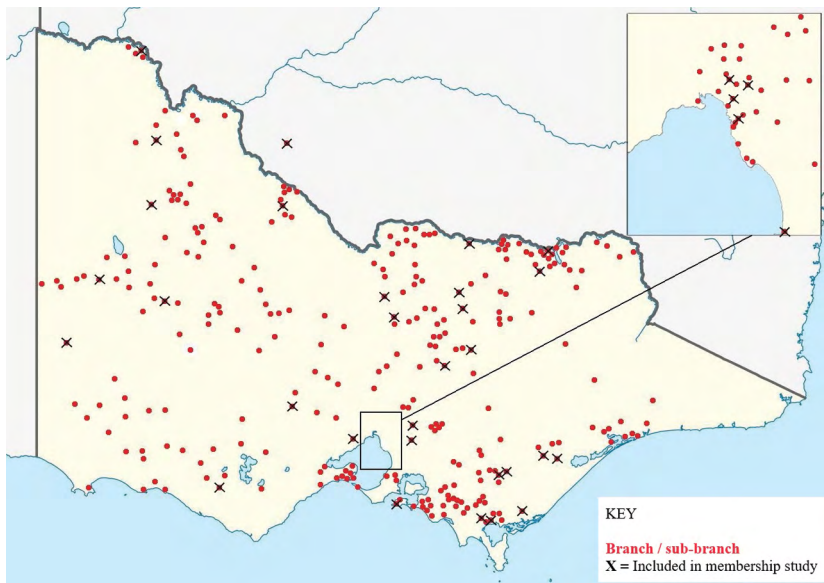 KEY
Branch / sub-branch
X = Included in membership study